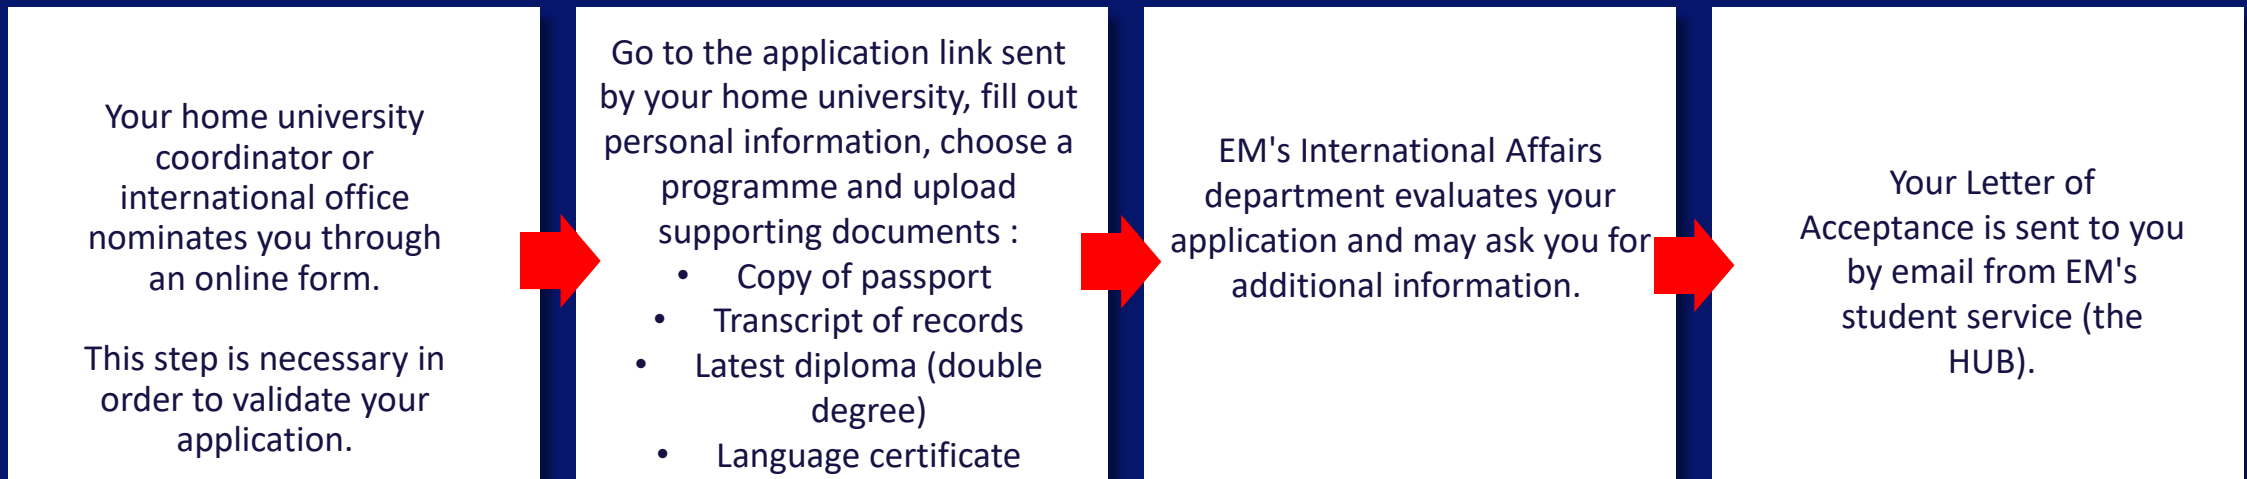 Your home university
coordinator or
international office
nominates you through
an online form.
This step is necessary in
order to validate your
application.
Go to the application link sent
by your home university, fill out
personal information, choose a
programme and upload
supporting documents :
• Copy of passport
• Transcript of records
• Latest diploma (double
degree)
• Language certificate
EM's International Affairs
department evaluates your
application and may ask you for
additional information.
Your Letter of
Acceptance is sent to you
by email from EM's
student service (the
HUB).